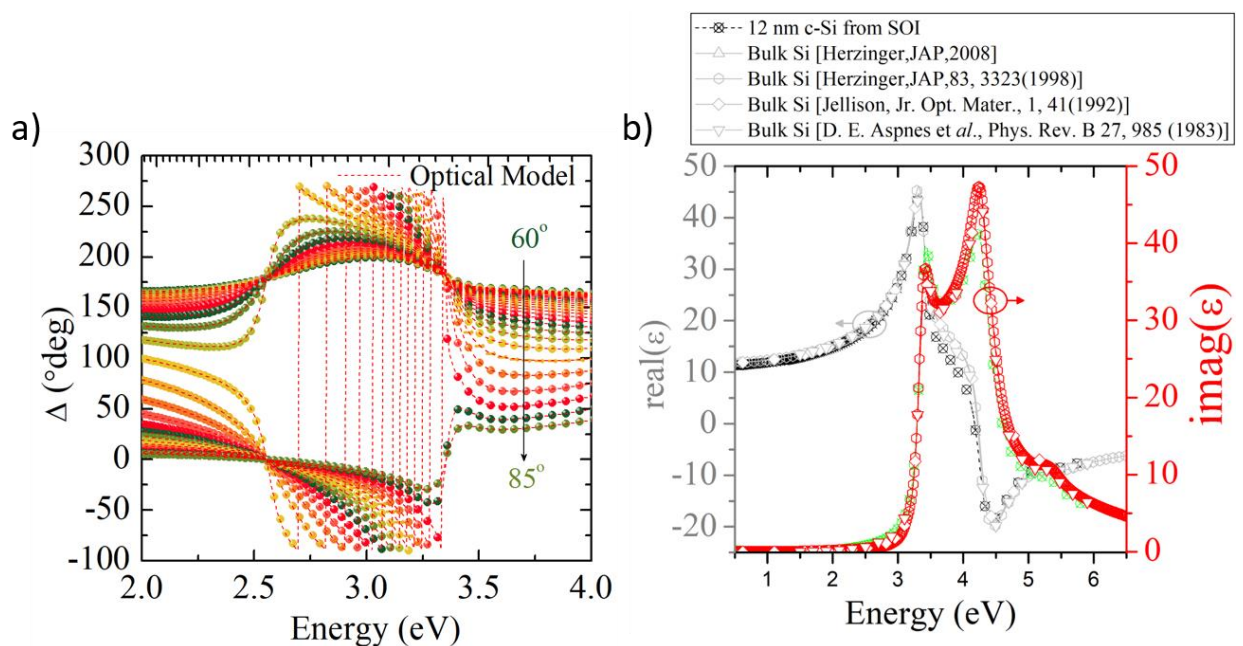 12 nm c-Si from SOI
Bulk Si [Herzinger,JAP,2008]
Bulk Si [Herzinger,JAP,83, 3323(1998)]
Bulk Si [Jellison, Jr. Opt. Mater., 1, 41(1992)]
Bulk Si [D. E. Aspnes et al., Phys. Rev. B 27, 985 (1983)]
a)
300
250
200
150
100
50
0
-50
-100
Δ (°deg)
Optical Model
60°
85°
2.0 2.5 3.0 3.5 4.0
Energy (eV)
b)
50
40
30
20
10
0
-10
-20
real(ε)
50
40
30
20
10
0
imag(ε)
1 2 3 4 5 6
Energy (eV)